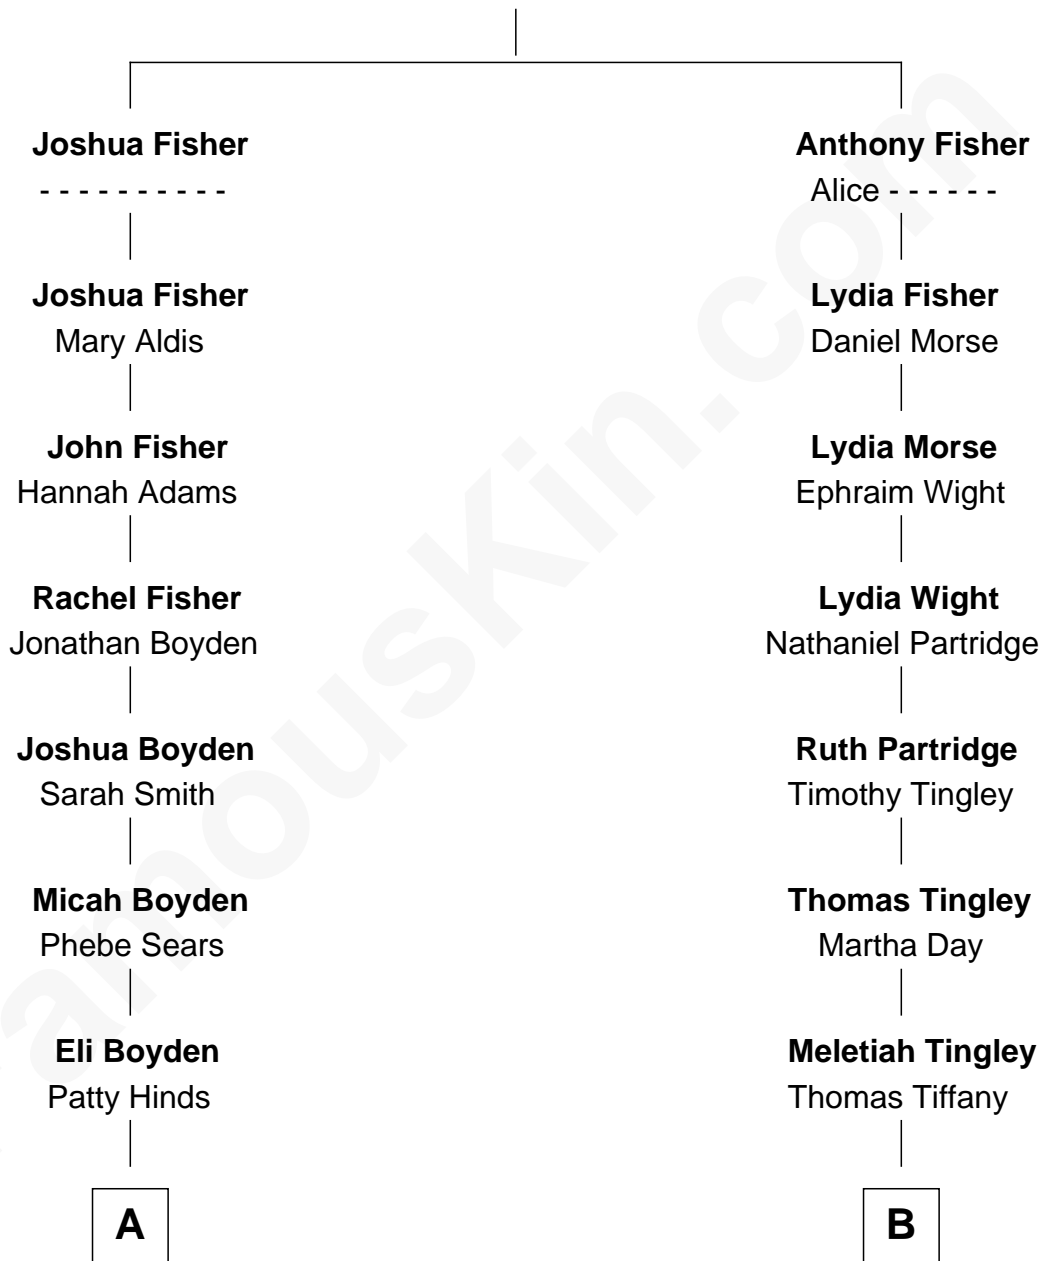 Joshua Fisher
- - - - - - - - - -
Anthony Fisher
Alice - - - - - -
Joshua Fisher
Mary Aldis
Lydia Fisher
Daniel Morse
John Fisher
Hannah Adams
Lydia Morse
Ephraim Wight
Rachel Fisher
Jonathan Boyden
Lydia Wight
Nathaniel Partridge
Joshua Boyden
Sarah Smith
Ruth Partridge
Timothy Tingley
Micah Boyden
Phebe Sears
Thomas Tingley
Martha Day
Eli Boyden
Patty Hinds
Meletiah Tingley
Thomas Tiffany
A
B
amousKin.com